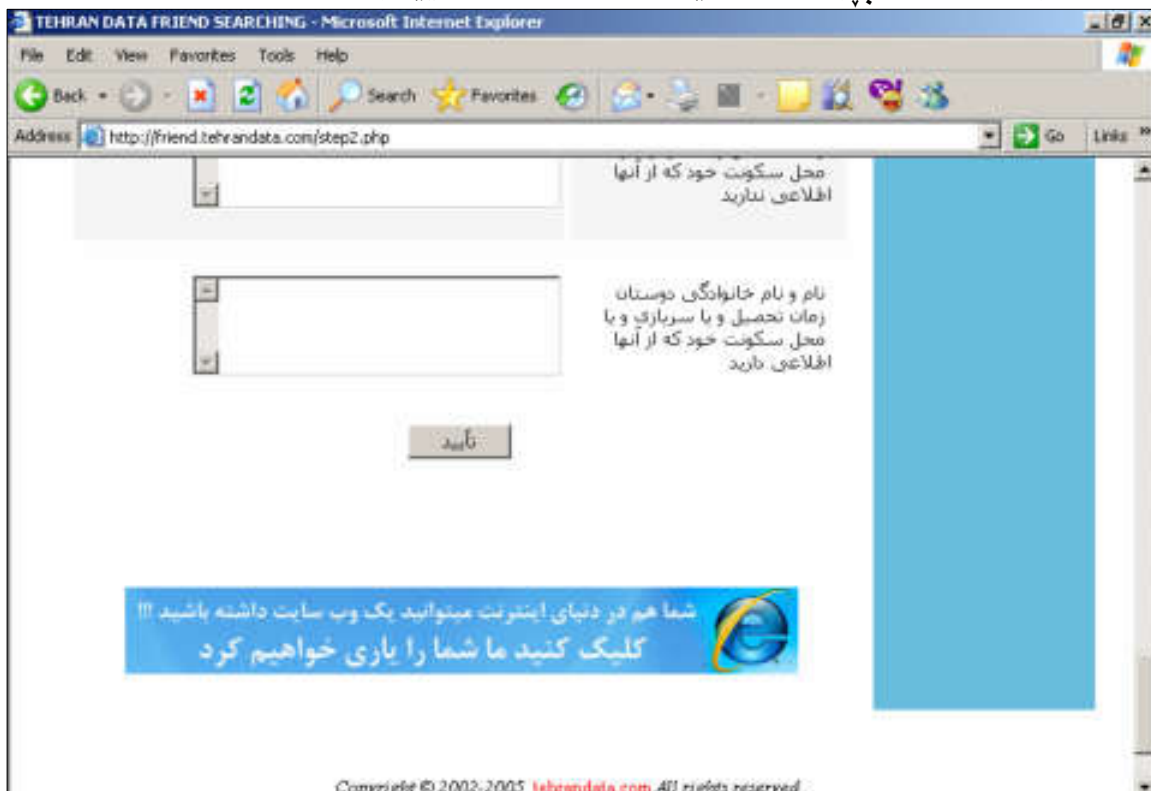 TEHRAN DATA FRIEND SEARCHING - Microsoft Internet Explorer
File Edit View Favorites Tools Help
Back Search Favorites
Address http://friend.tehrandata.com/step2.php Go Links »
محل سکونت خود که از آنها
اطلاعی ندارید
نام و نام خانوادگی دوستان
زمان تحصیل و یا سربازی و یا
محل سکونت خود که از آنها
اطلاعی دارید
تأیید
شما هم در دنیای اینترنت میتوانید یک وب سایت داشته باشید !!!
کلیک کنید ما شما را یاری خواهیم کرد
Copyright © 2002-2005 tehrandata.com All rights reserved